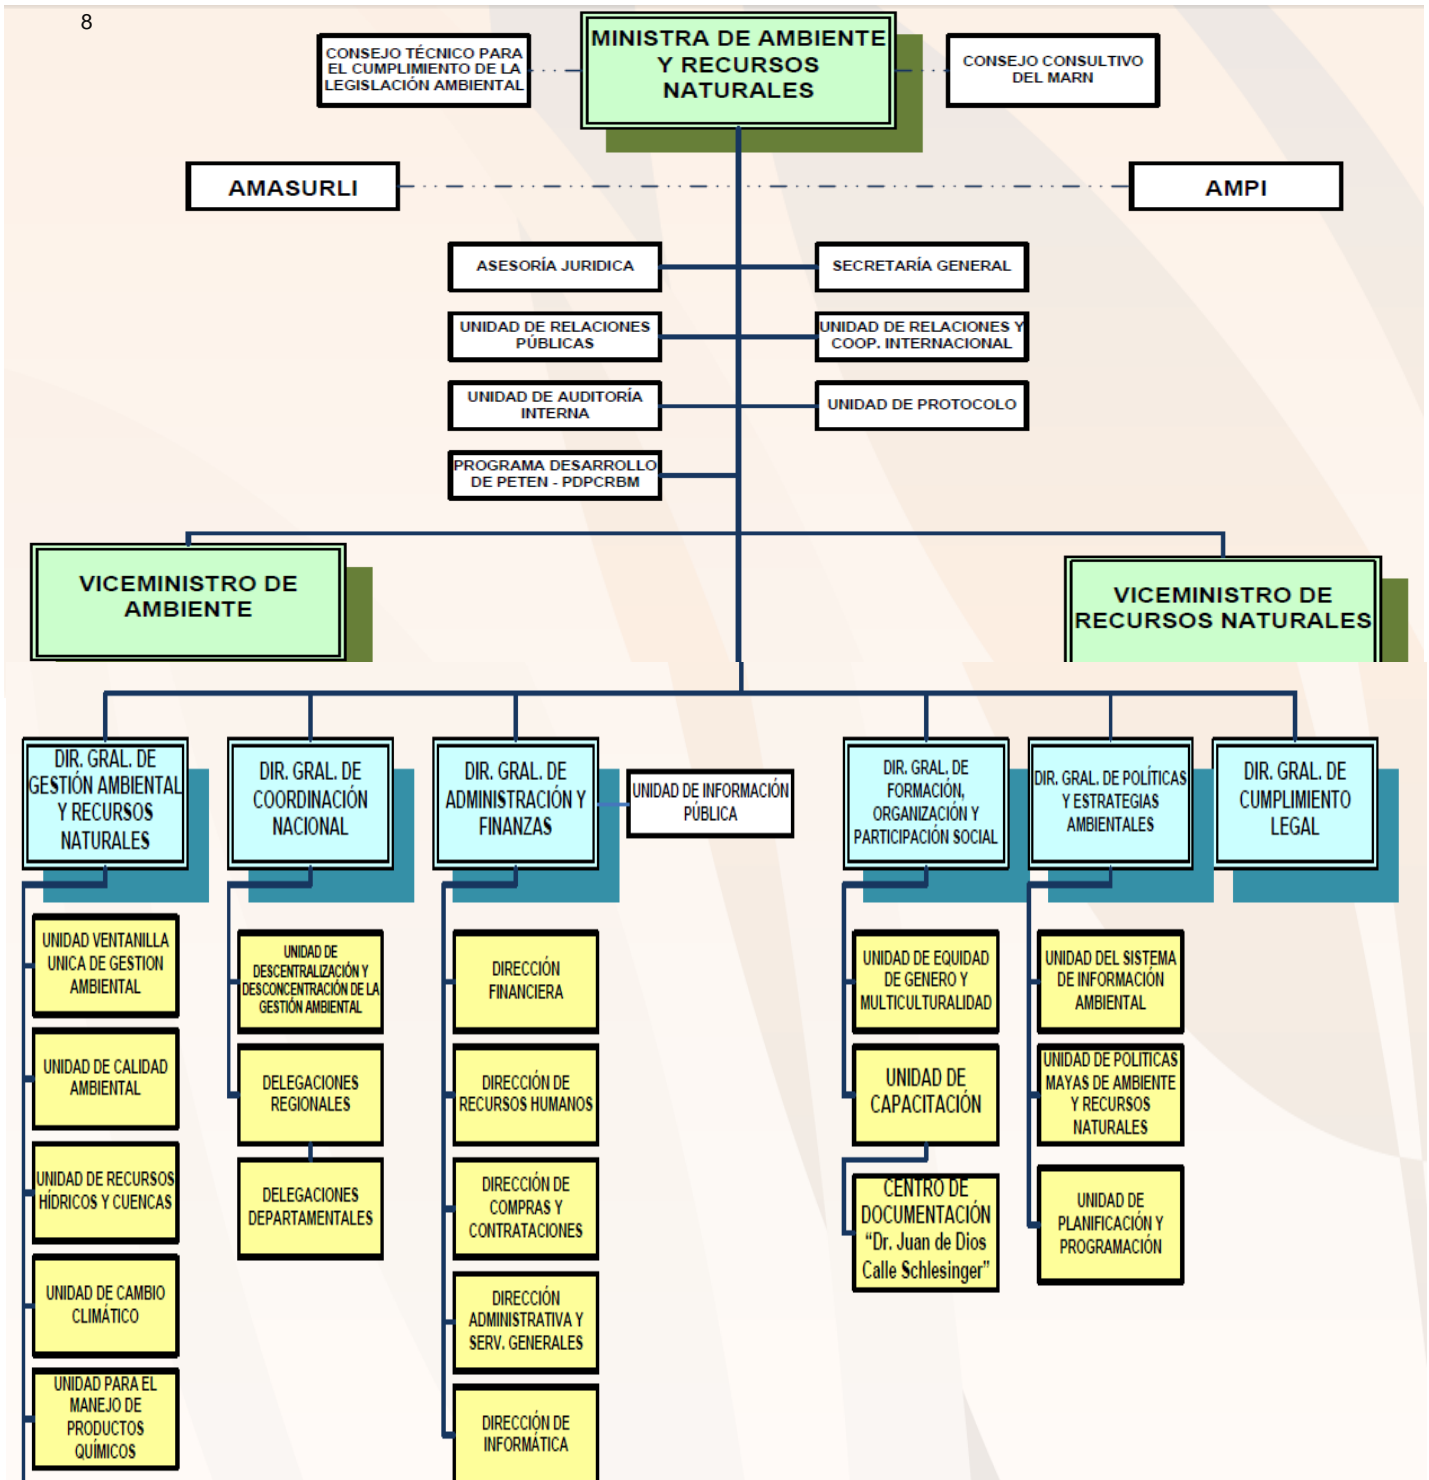 8
CONSEJO TÉCNICO PARA
EL CUMPLIMIENTO DE LA
LEGISLACIÓN AMBIENTAL
MINISTRA DE AMBIENTE
Y RECURSOS
NATURALES
CONSEJO CONSULTIVO
DEL MARN
AMASURLI
AMPI
ASESORÍA JURIDICA
SECRETARÍA GENERAL
UNIDAD DE RELACIONES
PÚBLICAS
UNIDAD DE RELACIONES Y
COOP. INTERNACIONAL
UNIDAD DE AUDITORÍA
INTERNA
UNIDAD DE PROTOCOLO
PROGRAMA DESARROLLO
DE PETEN - PDPCRBM
VICEMINISTRO DE
AMBIENTE
VICEMINISTRO DE
RECURSOS NATURALES
DIR. GRAL. DE
GESTIÓN AMBIENTAL
Y RECURSOS
NATURALES
DIR. GRAL. DE
COORDINACIÓN
NACIONAL
DIR. GRAL. DE
ADMINISTRACIÓN Y
FINANZAS
UNIDAD DE INFORMACIÓN
PÚBLICA
DIR. GRAL. DE
FORMACIÓN,
ORGANIZACIÓN Y
PARTICIPACIÓN SOCIAL
DIR. GRAL. DE POLÍTICAS
Y ESTRATEGIAS
AMBIENTALES
DIR. GRAL. DE
CUMPLIMIENTO
LEGAL
UNIDAD VENTANILLA
UNICA DE GESTION
AMBIENTAL
UNIDAD DE CALIDAD
AMBIENTAL
UNIDAD DE RECURSOS
HÍDRICOS Y CUENCAS
UNIDAD DE CAMBIO
CLIMÁTICO
UNIDAD PARA EL
MANEJO DE
PRODUCTOS
QUÍMICOS
UNIDAD DE
DESCENTRALIZACIÓN Y
DESCONCENTRACIÓN DE LA
GESTIÓN AMBIENTAL
DELEGACIONES
REGIONALES
DELEGACIONES
DEPARTAMENTALES
DIRECCIÓN
FINANCIERA
DIRECCIÓN DE
RECURSOS HUMANOS
DIRECCIÓN DE
COMPRAS Y
CONTRATACIONES
DIRECCIÓN
ADMINISTRATIVA Y
SERV. GENERALES
DIRECCIÓN DE
INFORMÁTICA
UNIDAD DE EQUIDAD
DE GENERO Y
MULTICULTURALIDAD
UNIDAD DE
CAPACITACIÓN
CENTRO DE
DOCUMENTACIÓN
“Dr. Juan de Dios
Calle Schlesinger”
UNIDAD DEL SISTEMA
DE INFORMACIÓN
AMBIENTAL
UNIDAD DE POLITICAS
MAYAS DE AMBIENTE
Y RECURSOS
NATURALES
UNIDAD DE
PLANIFICACIÓN Y
PROGRAMACIÓN